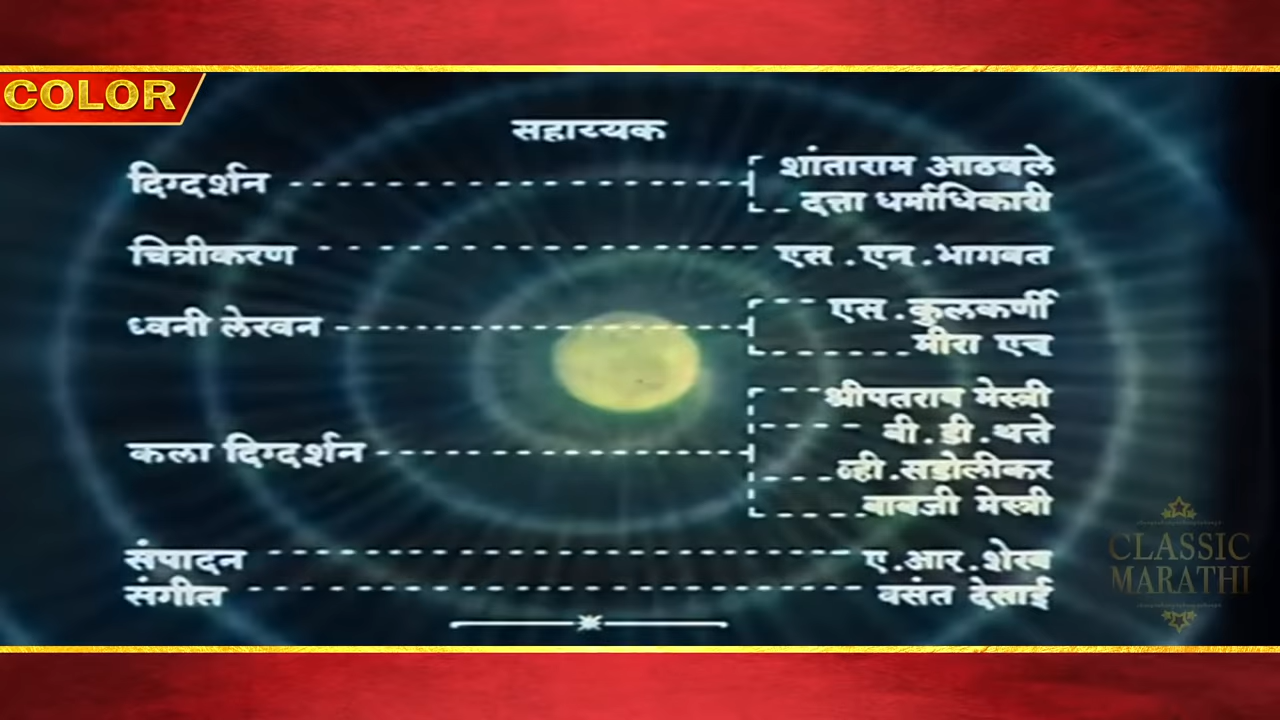 COLOR
सहाय्यक
दिग्दर्शन
शांताराम आठवले
दत्ता धर्माधिकारी
चित्रीकरण
एस.एन.भागवत
ध्वनी लेखन
एस.कुलकर्णी
मीरा एच
कला दिग्दर्शन
श्रीपतराव मेस्त्री
बी.डी.थत्ते
व्ही.सडोलीकर
बाबजी मेस्त्री
संपादन
ए.आर.शेख
संगीत
वसंत देसाई
CLASSIC
MARATHI